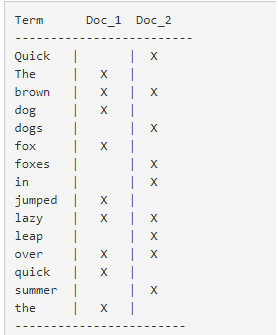 Term      Doc_1  Doc_2
-------------------------
Quick   |       |  X
The     |   X   |
brown   |   X   |  X
dog     |   X   |
dogs    |       |  X
fox     |   X   |
foxes   |       |  X
in      |       |  X
jumped  |   X   |
lazy    |   X   |  X
leap    |       |  X
over    |   X   |  X
quick   |   X   |
summer  |       |  X
the     |   X   |
------------------------